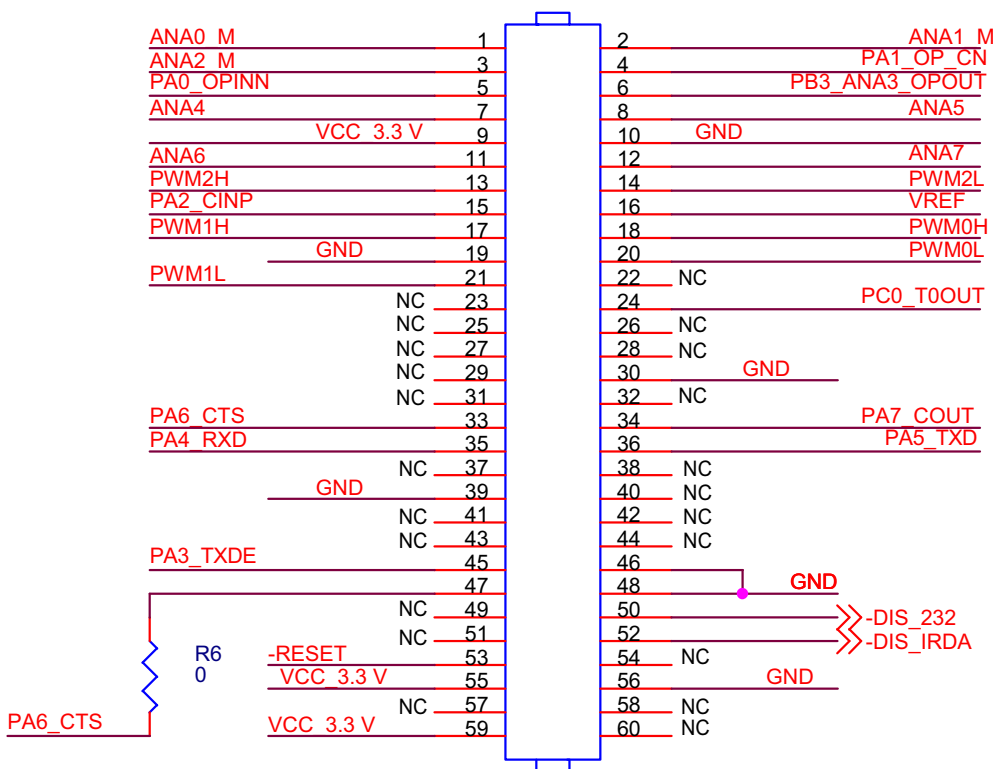 ANA0_M 1 2 ANA1_M
ANA2_M 3 4 PA1_OP_CN
PA0_OPINN 5 6 PB3_ANA3_OPOUT
ANA4 7 8 ANA5
VCC_3.3 V 9 10 GND
ANA6 11 12 ANA7
PWM2H 13 14 PWM2L
PA2_CINP 15 16 VREF
PWM1H 17 18 PWM0H
GND 19 20 PWM0L
PWM1L 21 22 NC
NC 23 24 PC0_T0OUT
NC 25 26 NC
NC 27 28 NC
NC 29 30 GND
NC 31 32 NC
PA6_CTS 33 34 PA7_COUT
PA4_RXD 35 36 PA5_TXD
NC 37 38 NC
GND 39 40 NC
NC 41 42 NC
NC 43 44 NC
PA3_TXDE 45 46
47 48 GND
NC 49 50 -DIS_232
NC 51 52 -DIS_IRDA
R6
0
-RESET 53 54 NC
VCC_3.3 V 55 56 GND
NC 57 58 NC
PA6_CTS
VCC_3.3 V 59 60 NC